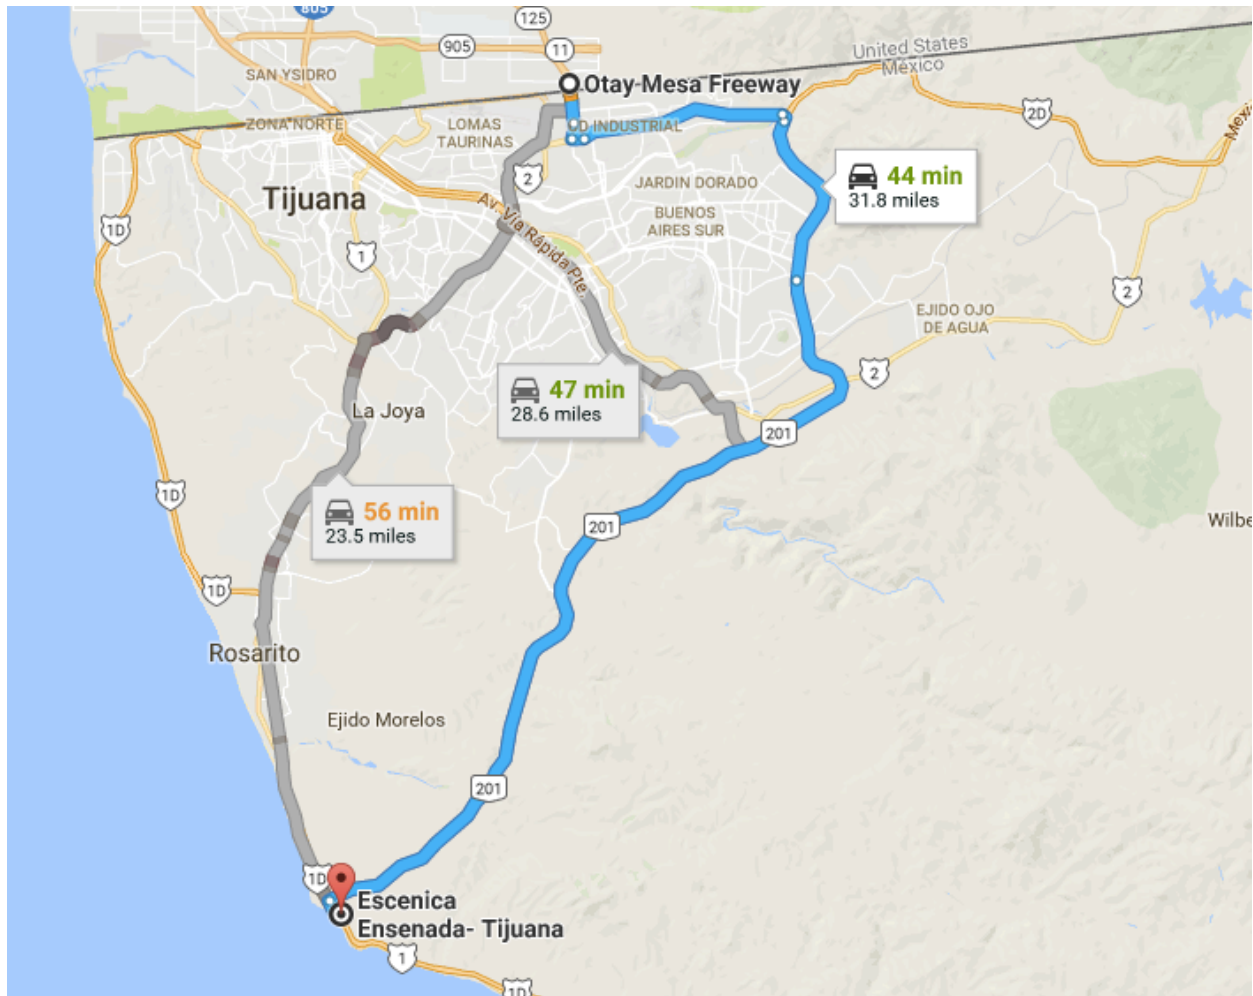 805
125
905
11
United States
México
SAN YSIDRO
Otay Mesa Freeway
2D
ZONA NORTE
LOMAS
TAURINAS
CD INDUSTRIAL
2
JARDIN DORADO
44 min
31.8 miles
Tijuana
Av. Vía Rápida Pte.
BUENOS
AIRES SUR
1D
1
2
EJIDO OJO
DE AGUA
47 min
28.6 miles
2
La Joya
201
1D
56 min
23.5 miles
201
Wilbe
1D
Rosarito
Ejido Morelos
201
1D
Escenica
Ensenada- Tijuana
1
1D